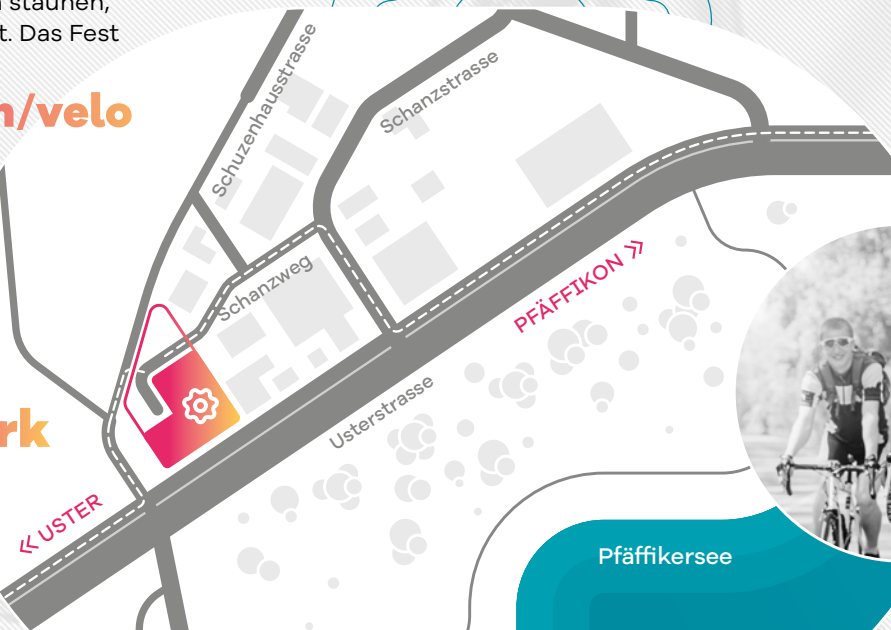 staunen,
t. Das Fest
n/velo
Schuzenhausstrasse
Schanzstrasse
Schanzweg
PFÄFFIKON »
Usterstrasse
rk
« USTER
Pfäffikersee